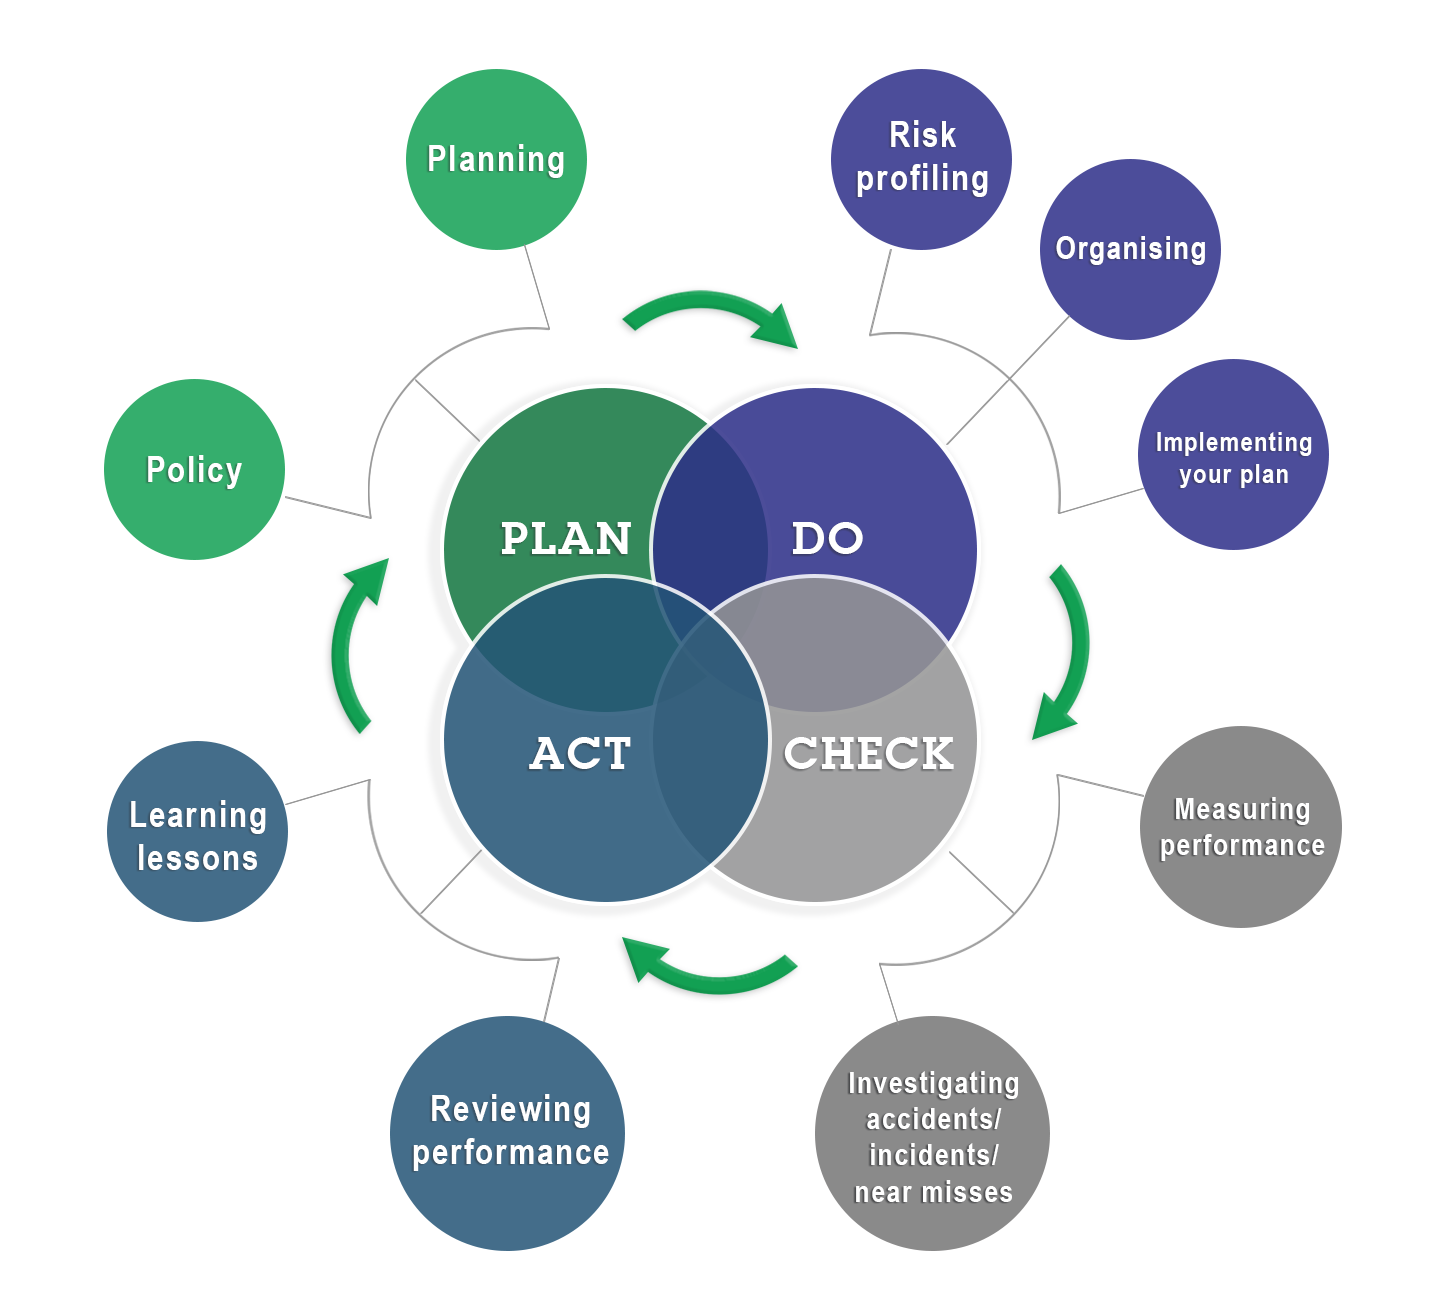 Planning
Risk
profiling
Organising
Implementing
your plan
Policy
PLAN
DO
ACT
CHECK
Learning
lessons
Measuring
performance
Reviewing
performance
Investigating
accidents/
incidents/
near misses